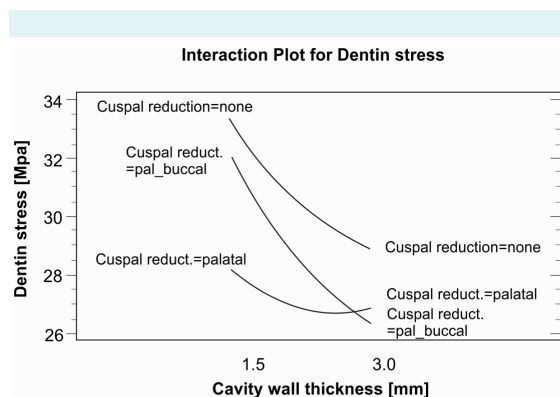 Interaction Plot for Dentin stress
Dentin stress [Mpa]
34
32
30
28
26
Cuspal reduction=none
Cuspal reduct.
=pal_buccal
Cuspal reduct.=palatal
Cuspal reduction=none
Cuspal reduct.=palatal
Cuspal reduct.
=pal_buccal
1.5
3.0
Cavity wall thickness [mm]